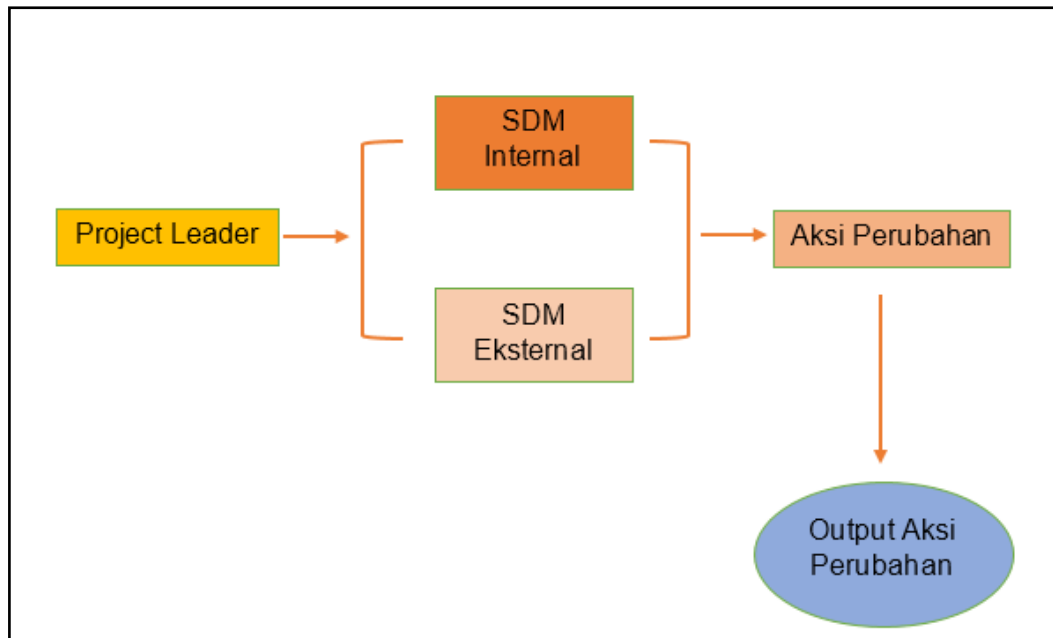 SDM
Internal
Project Leader
Aksi Perubahan
SDM
Eksternal
Output Aksi
Perubahan